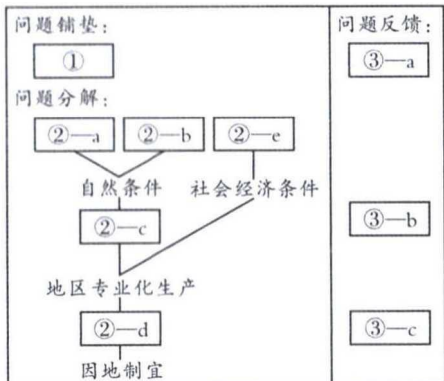 问题铺垫:
①
问题分解:
②—a ②—b ②—e
自然条件 社会经济条件
②—c
地区专业化生产
②—d
因地制宜
问题反馈:
③—a
③—b
③—c